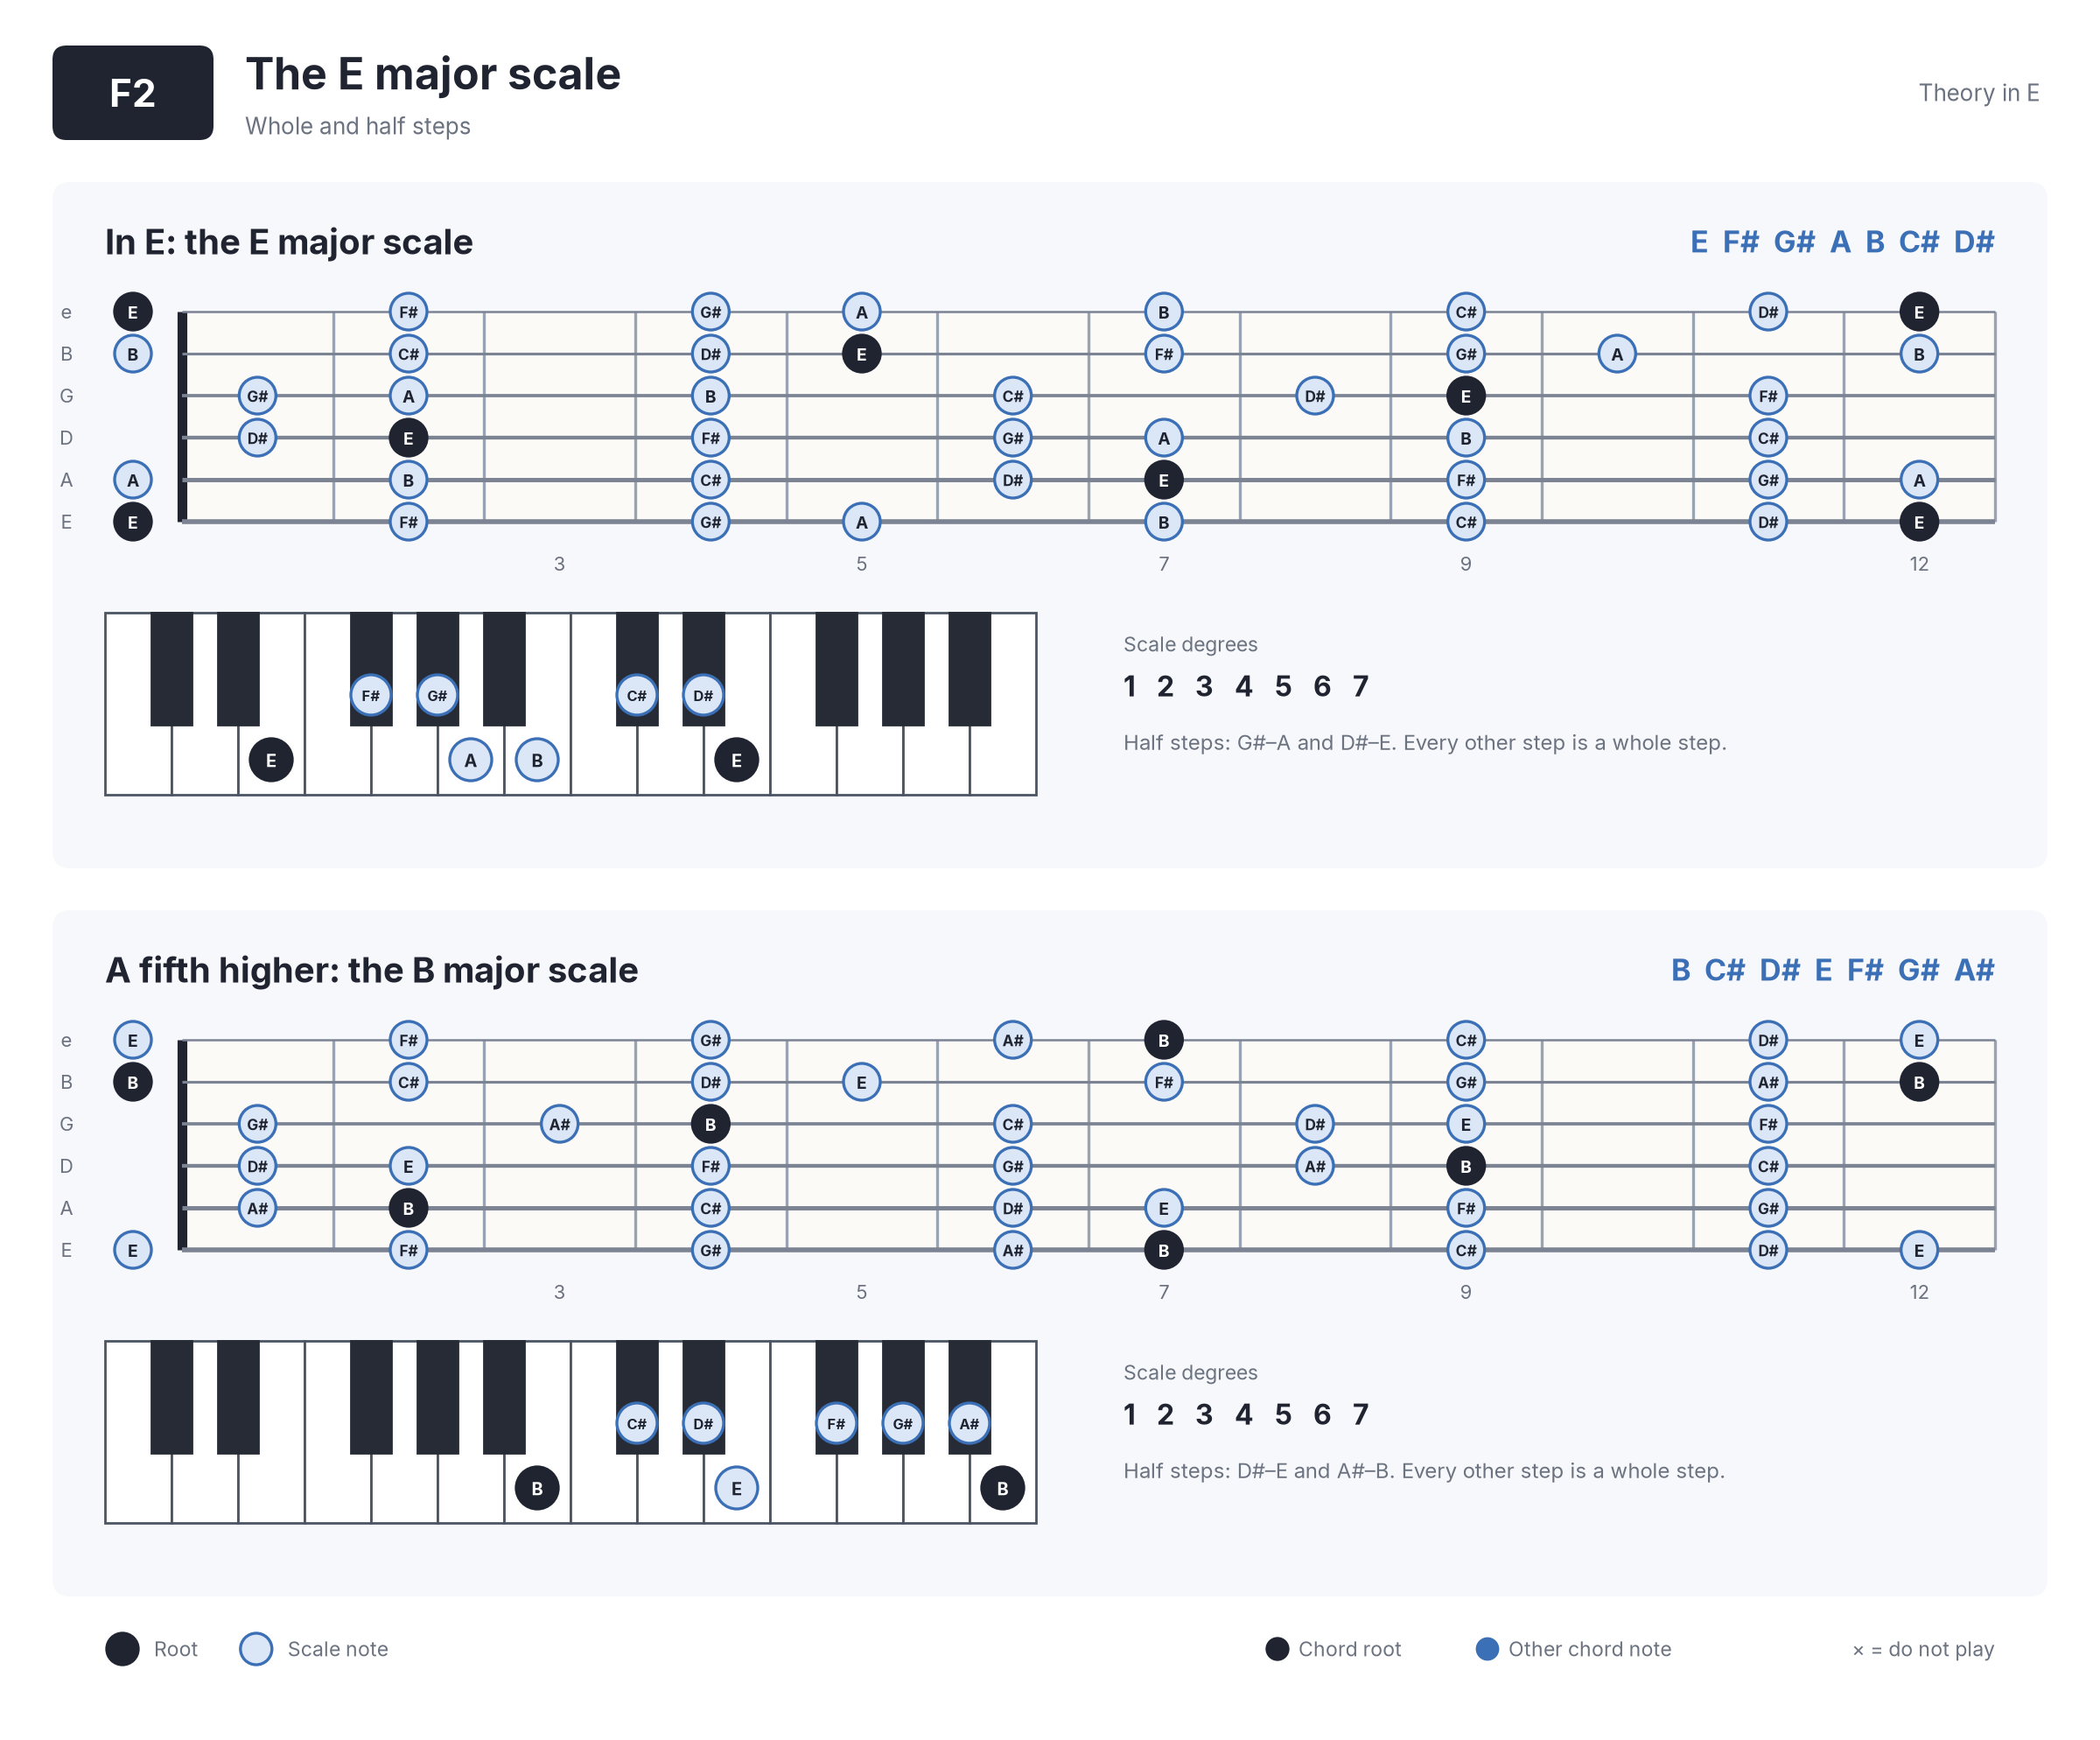 F2
The E major scale
Whole and half steps
Theory in E
In E: the E major scale
E F# G# A B C# D#
e E F# G# A B C# D# E
B B C# D# E F# G# A B
G G# A B C# D# E F#
D D# E F# G# A B C#
A A B C# D# E F# G# A
E E F# G# A B C# D# E
3 5 7 9 12
F# G# C# D#
E A B E
Scale degrees
1 2 3 4 5 6 7
Half steps: G#–A and D#–E. Every other step is a whole step.
A fifth higher: the B major scale
B C# D# E F# G# A#
e E F# G# A# B C# D# E
B B C# D# E F# G# A# B
G G# A# B C# D# E F#
D D# E F# G# A# B C#
A A# B C# D# E F# G#
E E F# G# A# B C# D# E
3 5 7 9 12
C# D# F# G# A#
B E B
Scale degrees
1 2 3 4 5 6 7
Half steps: D#–E and A#–B. Every other step is a whole step.
Root Scale note Chord root Other chord note × = do not play